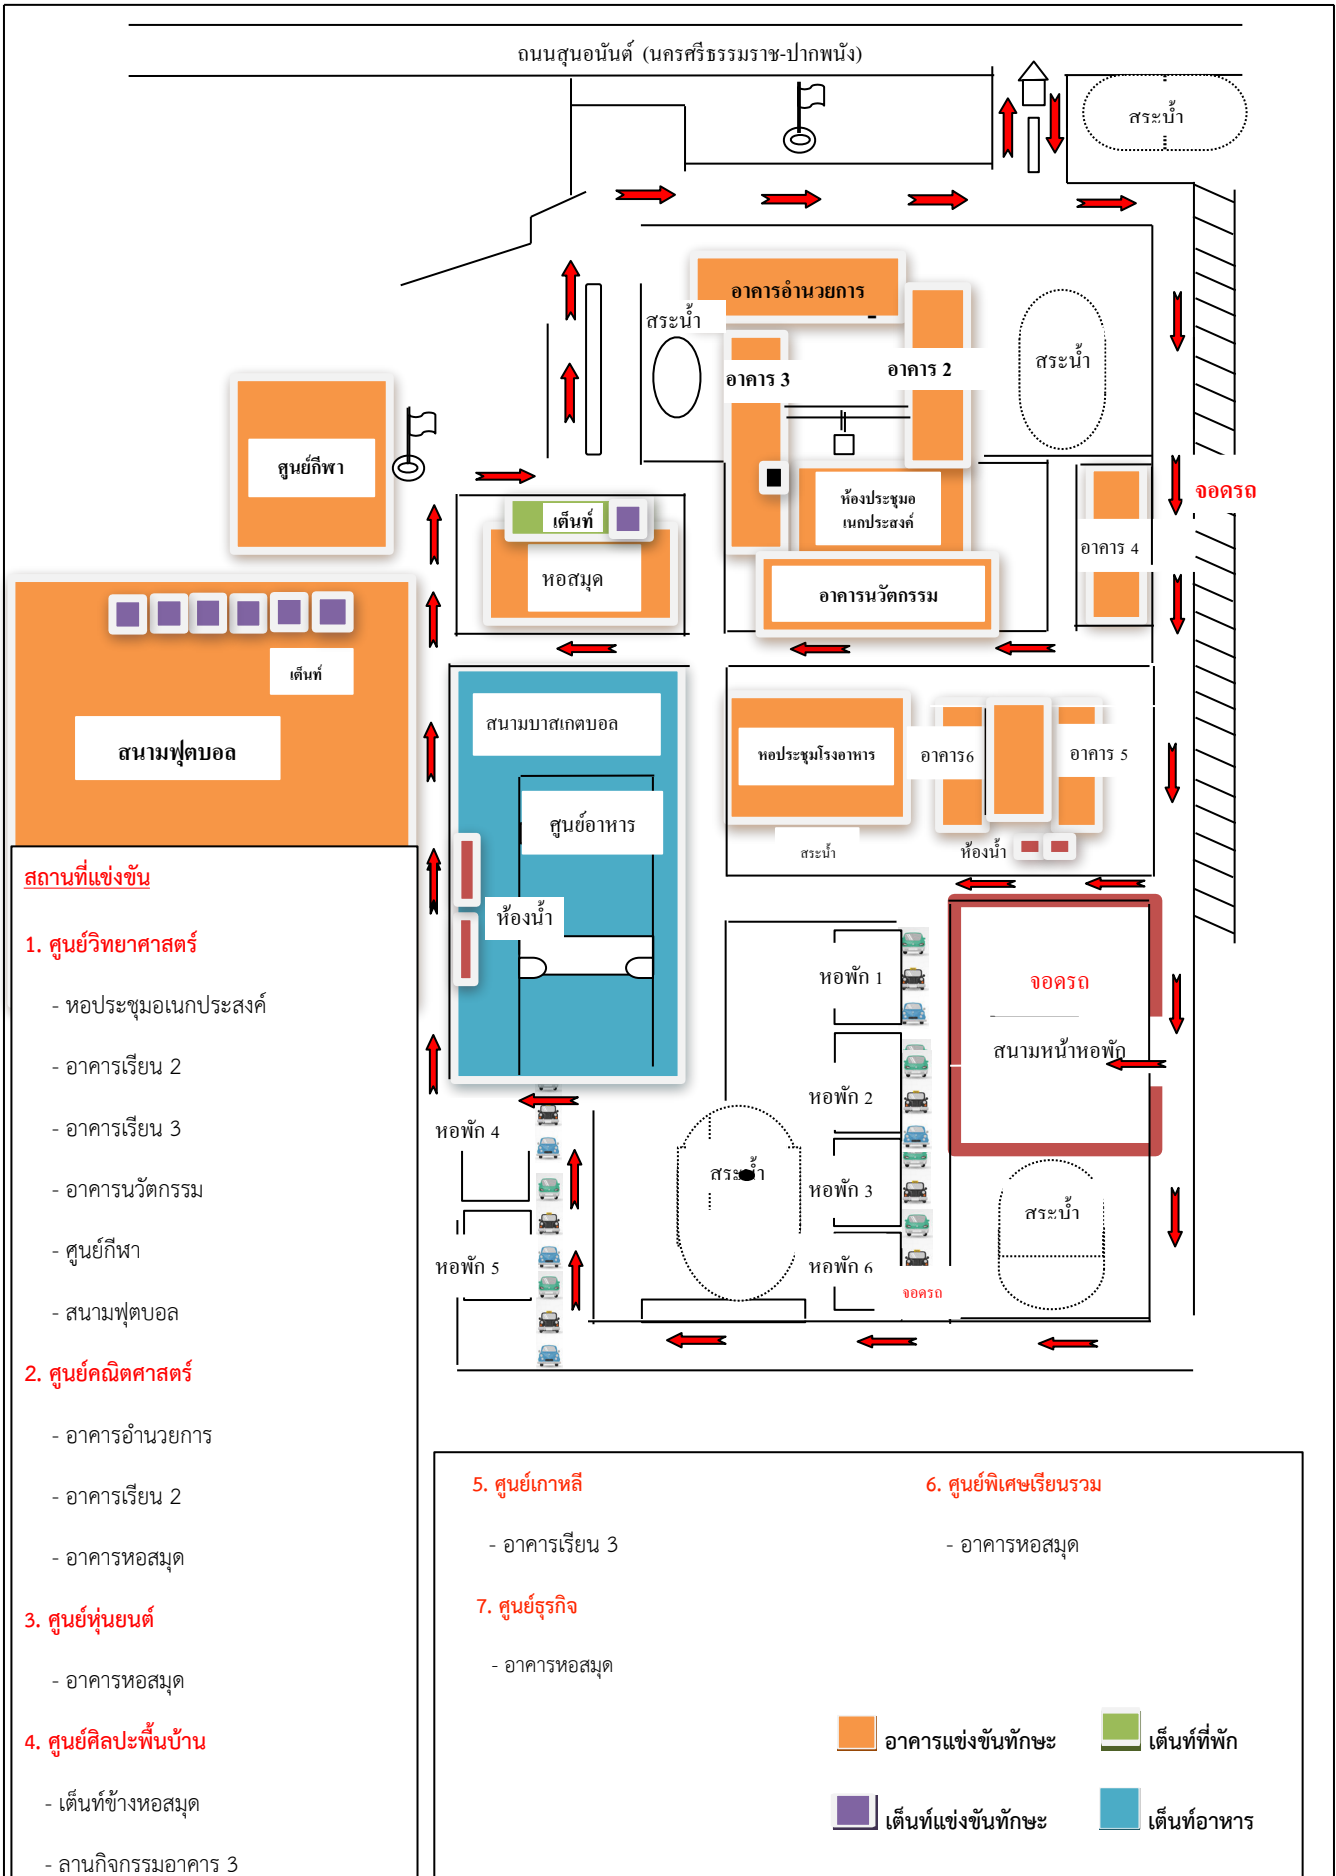 ถนนสุนอนันต์ (นครศรีธรรมราช-ปากพนัง)
สระบ้ำ
อาคารอำนวยการ
สระน้ำ
อาคาร 3
อาคาร 2
สระน้ำ
ศูนย์กีฬา
จอดรถ
เต็นท์
ห้องประชุมอ
เนกประสงค์
อาคาร 4
หอสมุด
อาคารนวัตกรรม
เต็นท์
สนามฟุตบอล
สนามบาสเกตบอล
หอประชุมโรงอาหาร
อาคาร6
อาคาร 5
ศูนย์อาหาร
สระน้ำ
ห้องน้ำ
ห้องน้ำ
หอพัก 1
จอดรถ
สนามหน้าหอพัก
หอพัก 2
หอพัก 4
สระน้ำ
หอพัก 3
สระบ้ำ
หอพัก 5
หอพัก 6
จอดรถ
สถานที่แข่งขัน
1. ศูนย์วิทยาศาสตร์
- หอประชุมอเนกประสงค์
- อาคารเรียน 2
- อาคารเรียน 3
- อาคารนวัตกรรม
- ศูนย์กีฬา
- สนามฟุตบอล
2. ศูนย์คณิตศาสตร์
- อาคารอำนวยการ
- อาคารเรียน 2
- อาคารหอสมุด
3. ศูนย์หุ่นยนต์
- อาคารหอสมุด
4. ศูนย์ศิลปะพื้นบ้าน
- เต็นท์ข้างหอสมุด
- ลานกิจกรรมอาคาร 3
5. ศูนย์เกาหลี
- อาคารเรียน 3
6. ศูนย์พิเศษเรียนรวม
- อาคารหอสมุด
7. ศูนย์ธุรกิจ
- อาคารหอสมุด
อาคารแข่งขันทักษะ
เต็นท์ที่พัก
เต็นท์แข่งขันทักษะ
เต็นท์อาหาร